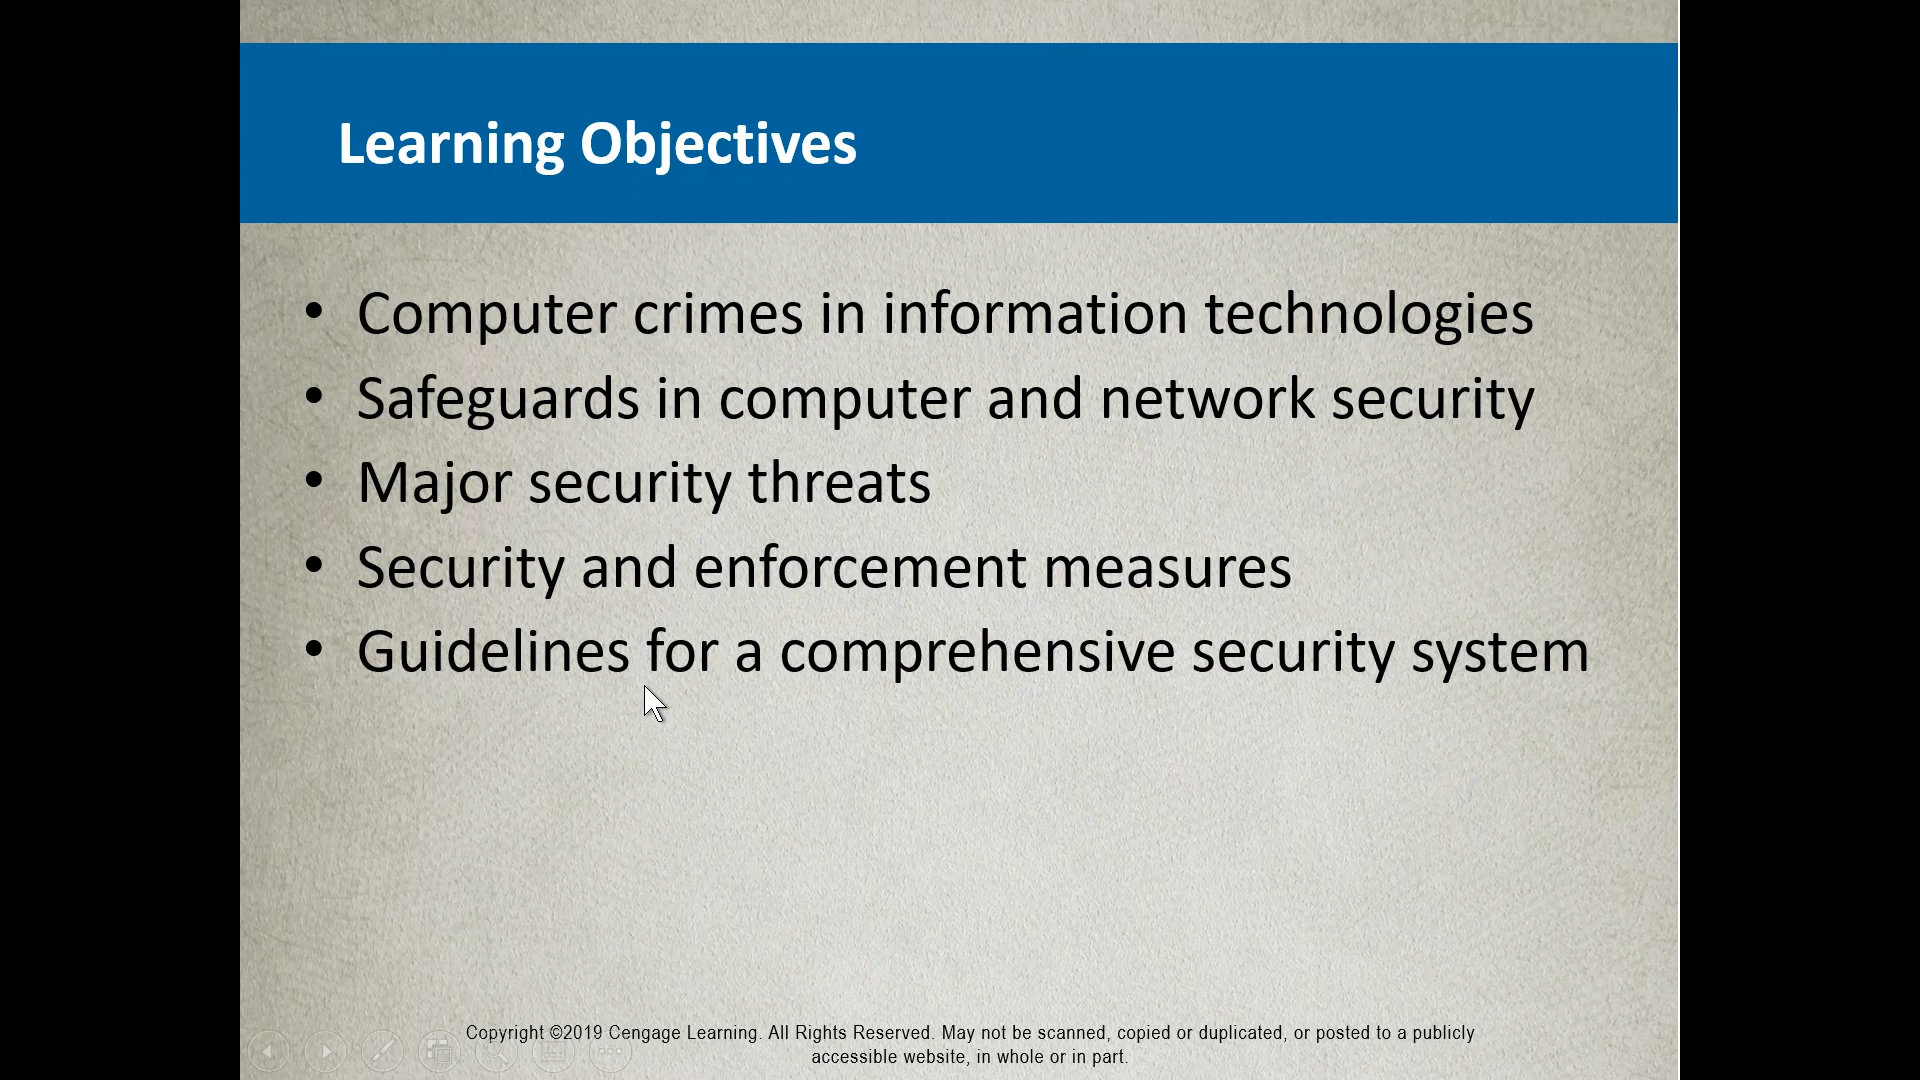 Learning Objectives
• Computer crimes in information technologies
• Safeguards in computer and network security
• Major security threats
• Security and enforcement measures
• Guidelines for a comprehensive security system
Copyright ©2019 Cengage Learning. All Rights Reserved. May not be scanned, copied or duplicated, or posted to a publicly
accessible website, in whole or in part.